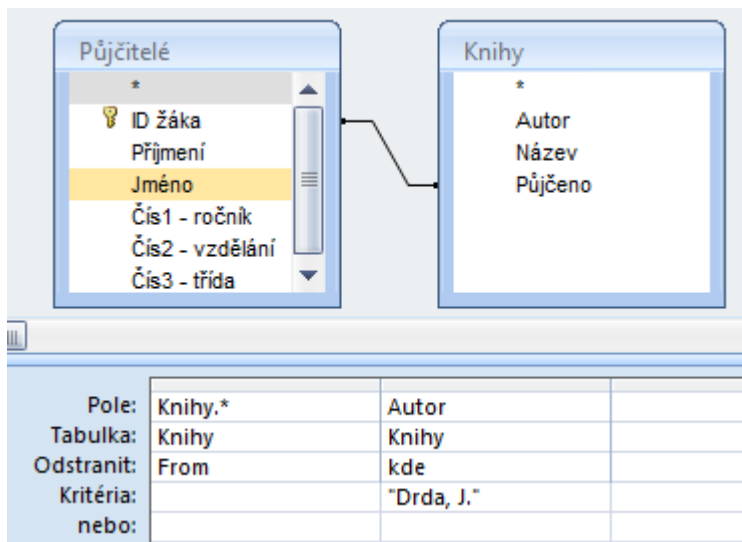 Půjčitelé
*
ID žáka
Příjmení
Jméno
Čís1 - ročník
Čís2 - vzdělání
Čís3 - třída
Knihy
*
Autor
Název
Půjčeno
Pole: Knihy.* Autor
Tabulka: Knihy Knihy
Odstranit: From kde
Kritéria: "Drda, J."
nebo: